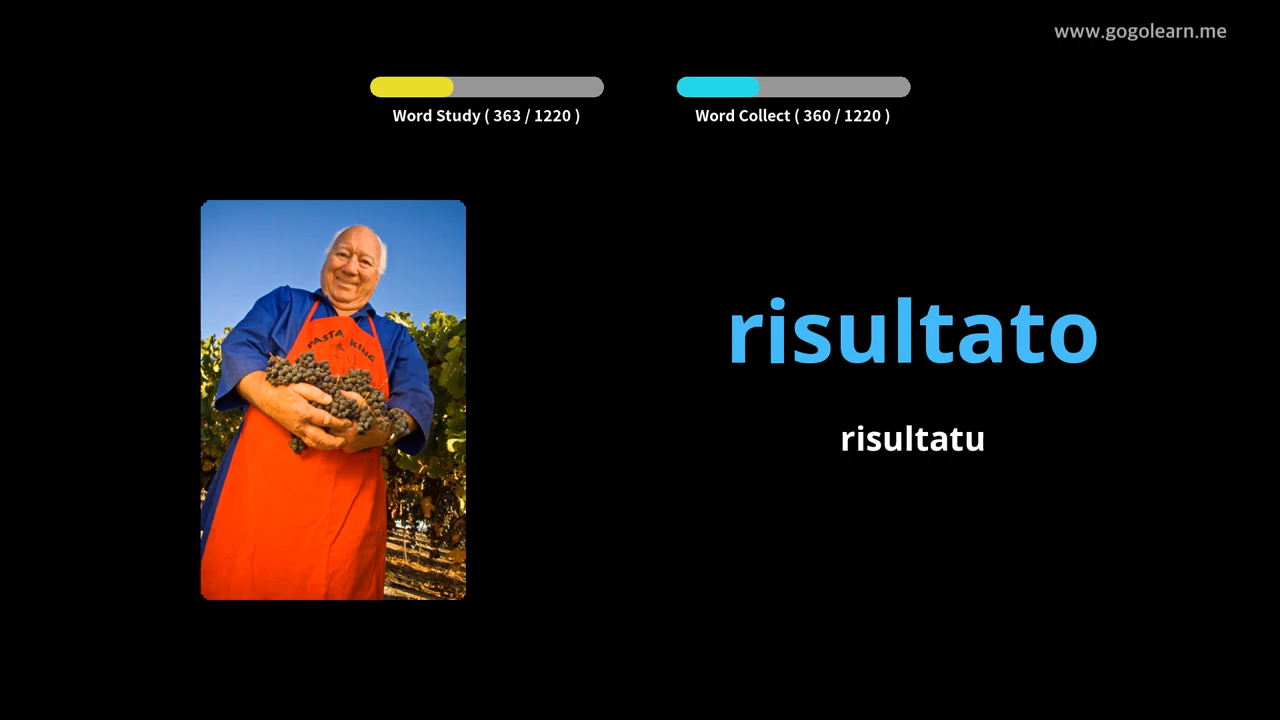 www.gogolearn.me
Word Study ( 363 / 1220 )
Word Collect ( 360 / 1220 )
PASTA KING
risultato
risultatu